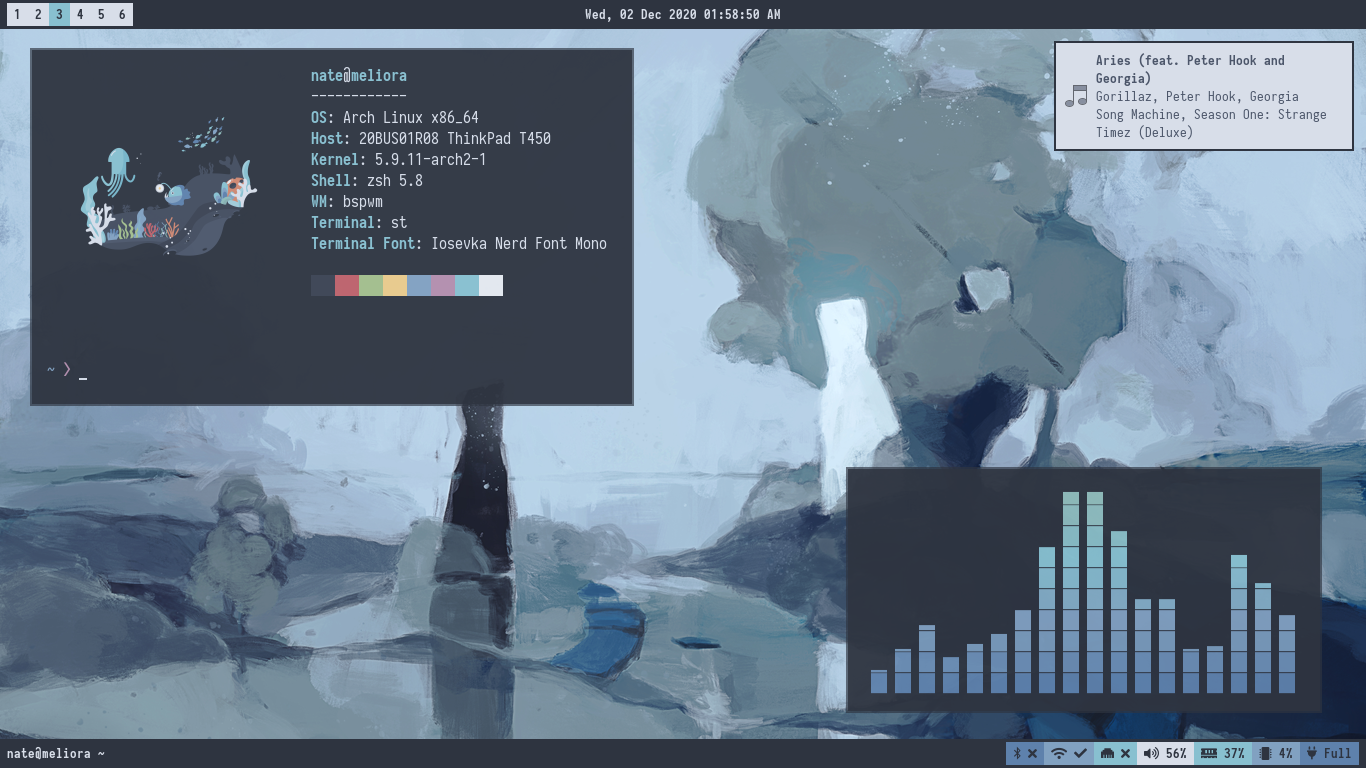 1 2 3 4 5 6
Wed, 02 Dec 2020 01:58:50 AM
nate@meliora
------------
OS: Arch Linux x86_64
Host: 20BUS01R08 ThinkPad T450
Kernel: 5.9.11-arch2-1
Shell: zsh 5.8
WM: bspwm
Terminal: st
Terminal Font: Iosevka Nerd Font Mono
~ ❯ _
Aries (feat. Peter Hook and
Georgia)
Gorillaz, Peter Hook, Georgia
Song Machine, Season One: Strange
Timez (Deluxe)
nate@meliora ~
56% 37% 4% Full